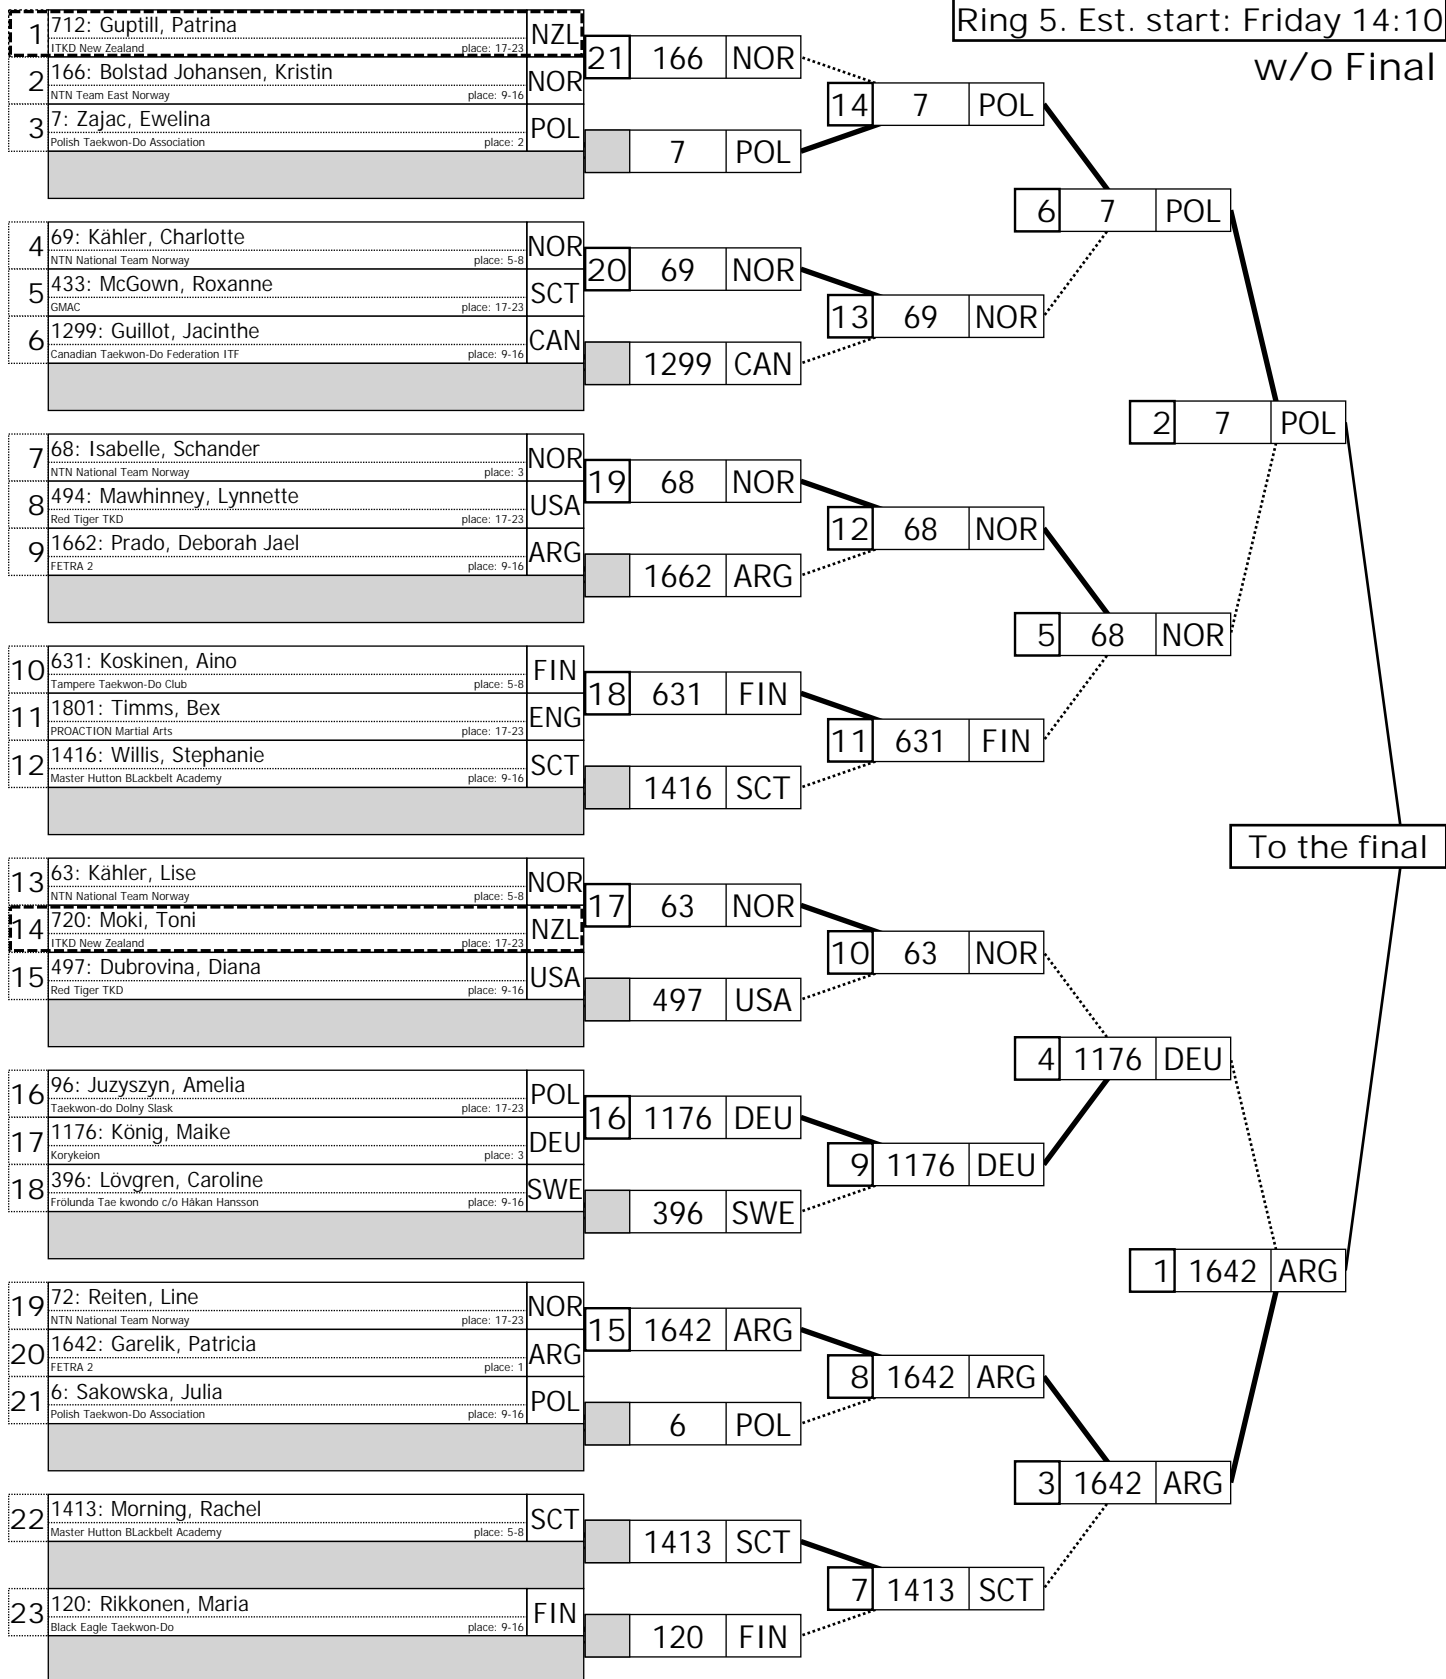 Ring 5. Est. start: Friday 14:10
w/o Final
1 712: Guptill, Patrina NZL
ITKD New Zealand place: 17-23
2 166: Bolstad Johansen, Kristin NOR
NTN Team East Norway place: 9-16
3 7: Zajac, Ewelina POL
Polish Taekwon-Do Association place: 2
4 69: Kähler, Charlotte NOR
NTN National Team Norway place: 5-8
5 433: McGown, Roxanne SCT
GMAC place: 17-23
6 1299: Guillot, Jacinthe CAN
Canadian Taekwon-Do Federation ITF place: 9-16
7 68: Isabelle, Schander NOR
NTN National Team Norway place: 3
8 494: Mawhinney, Lynnette USA
Red Tiger TKD place: 17-23
9 1662: Prado, Deborah Jael ARG
FETRA 2 place: 9-16
10 631: Koskinen, Aino FIN
Tampere Taekwon-Do Club place: 5-8
11 1801: Timms, Bex ENG
PROACTION Martial Arts place: 17-23
12 1416: Willis, Stephanie SCT
Master Hutton BLackbelt Academy place: 9-16
13 63: Kähler, Lise NOR
NTN National Team Norway place: 5-8
14 720: Moki, Toni NZL
ITKD New Zealand place: 17-23
15 497: Dubrovina, Diana USA
Red Tiger TKD place: 9-16
16 96: Juzyszyn, Amelia POL
Taekwon-do Dolny Slask place: 17-23
17 1176: König, Maike DEU
Korykeion place: 3
18 396: Lövgren, Caroline SWE
Frölunda Tae kwondo c/o Håkan Hansson place: 9-16
19 72: Reiten, Line NOR
NTN National Team Norway place: 17-23
20 1642: Garelik, Patricia ARG
FETRA 2 place: 1
21 6: Sakowska, Julia POL
Polish Taekwon-Do Association place: 9-16
22 1413: Morning, Rachel SCT
Master Hutton BLackbelt Academy place: 5-8
23 120: Rikkonen, Maria FIN
Black Eagle Taekwon-Do place: 9-16
21 166 NOR
7 POL
20 69 NOR
1299 CAN
19 68 NOR
1662 ARG
18 631 FIN
1416 SCT
17 63 NOR
497 USA
16 1176 DEU
396 SWE
15 1642 ARG
6 POL
1413 SCT
120 FIN
14 7 POL
13 69 NOR
12 68 NOR
11 631 FIN
10 63 NOR
9 1176 DEU
8 1642 ARG
7 1413 SCT
6 7 POL
5 68 NOR
4 1176 DEU
3 1642 ARG
2 7 POL
1 1642 ARG
To the final